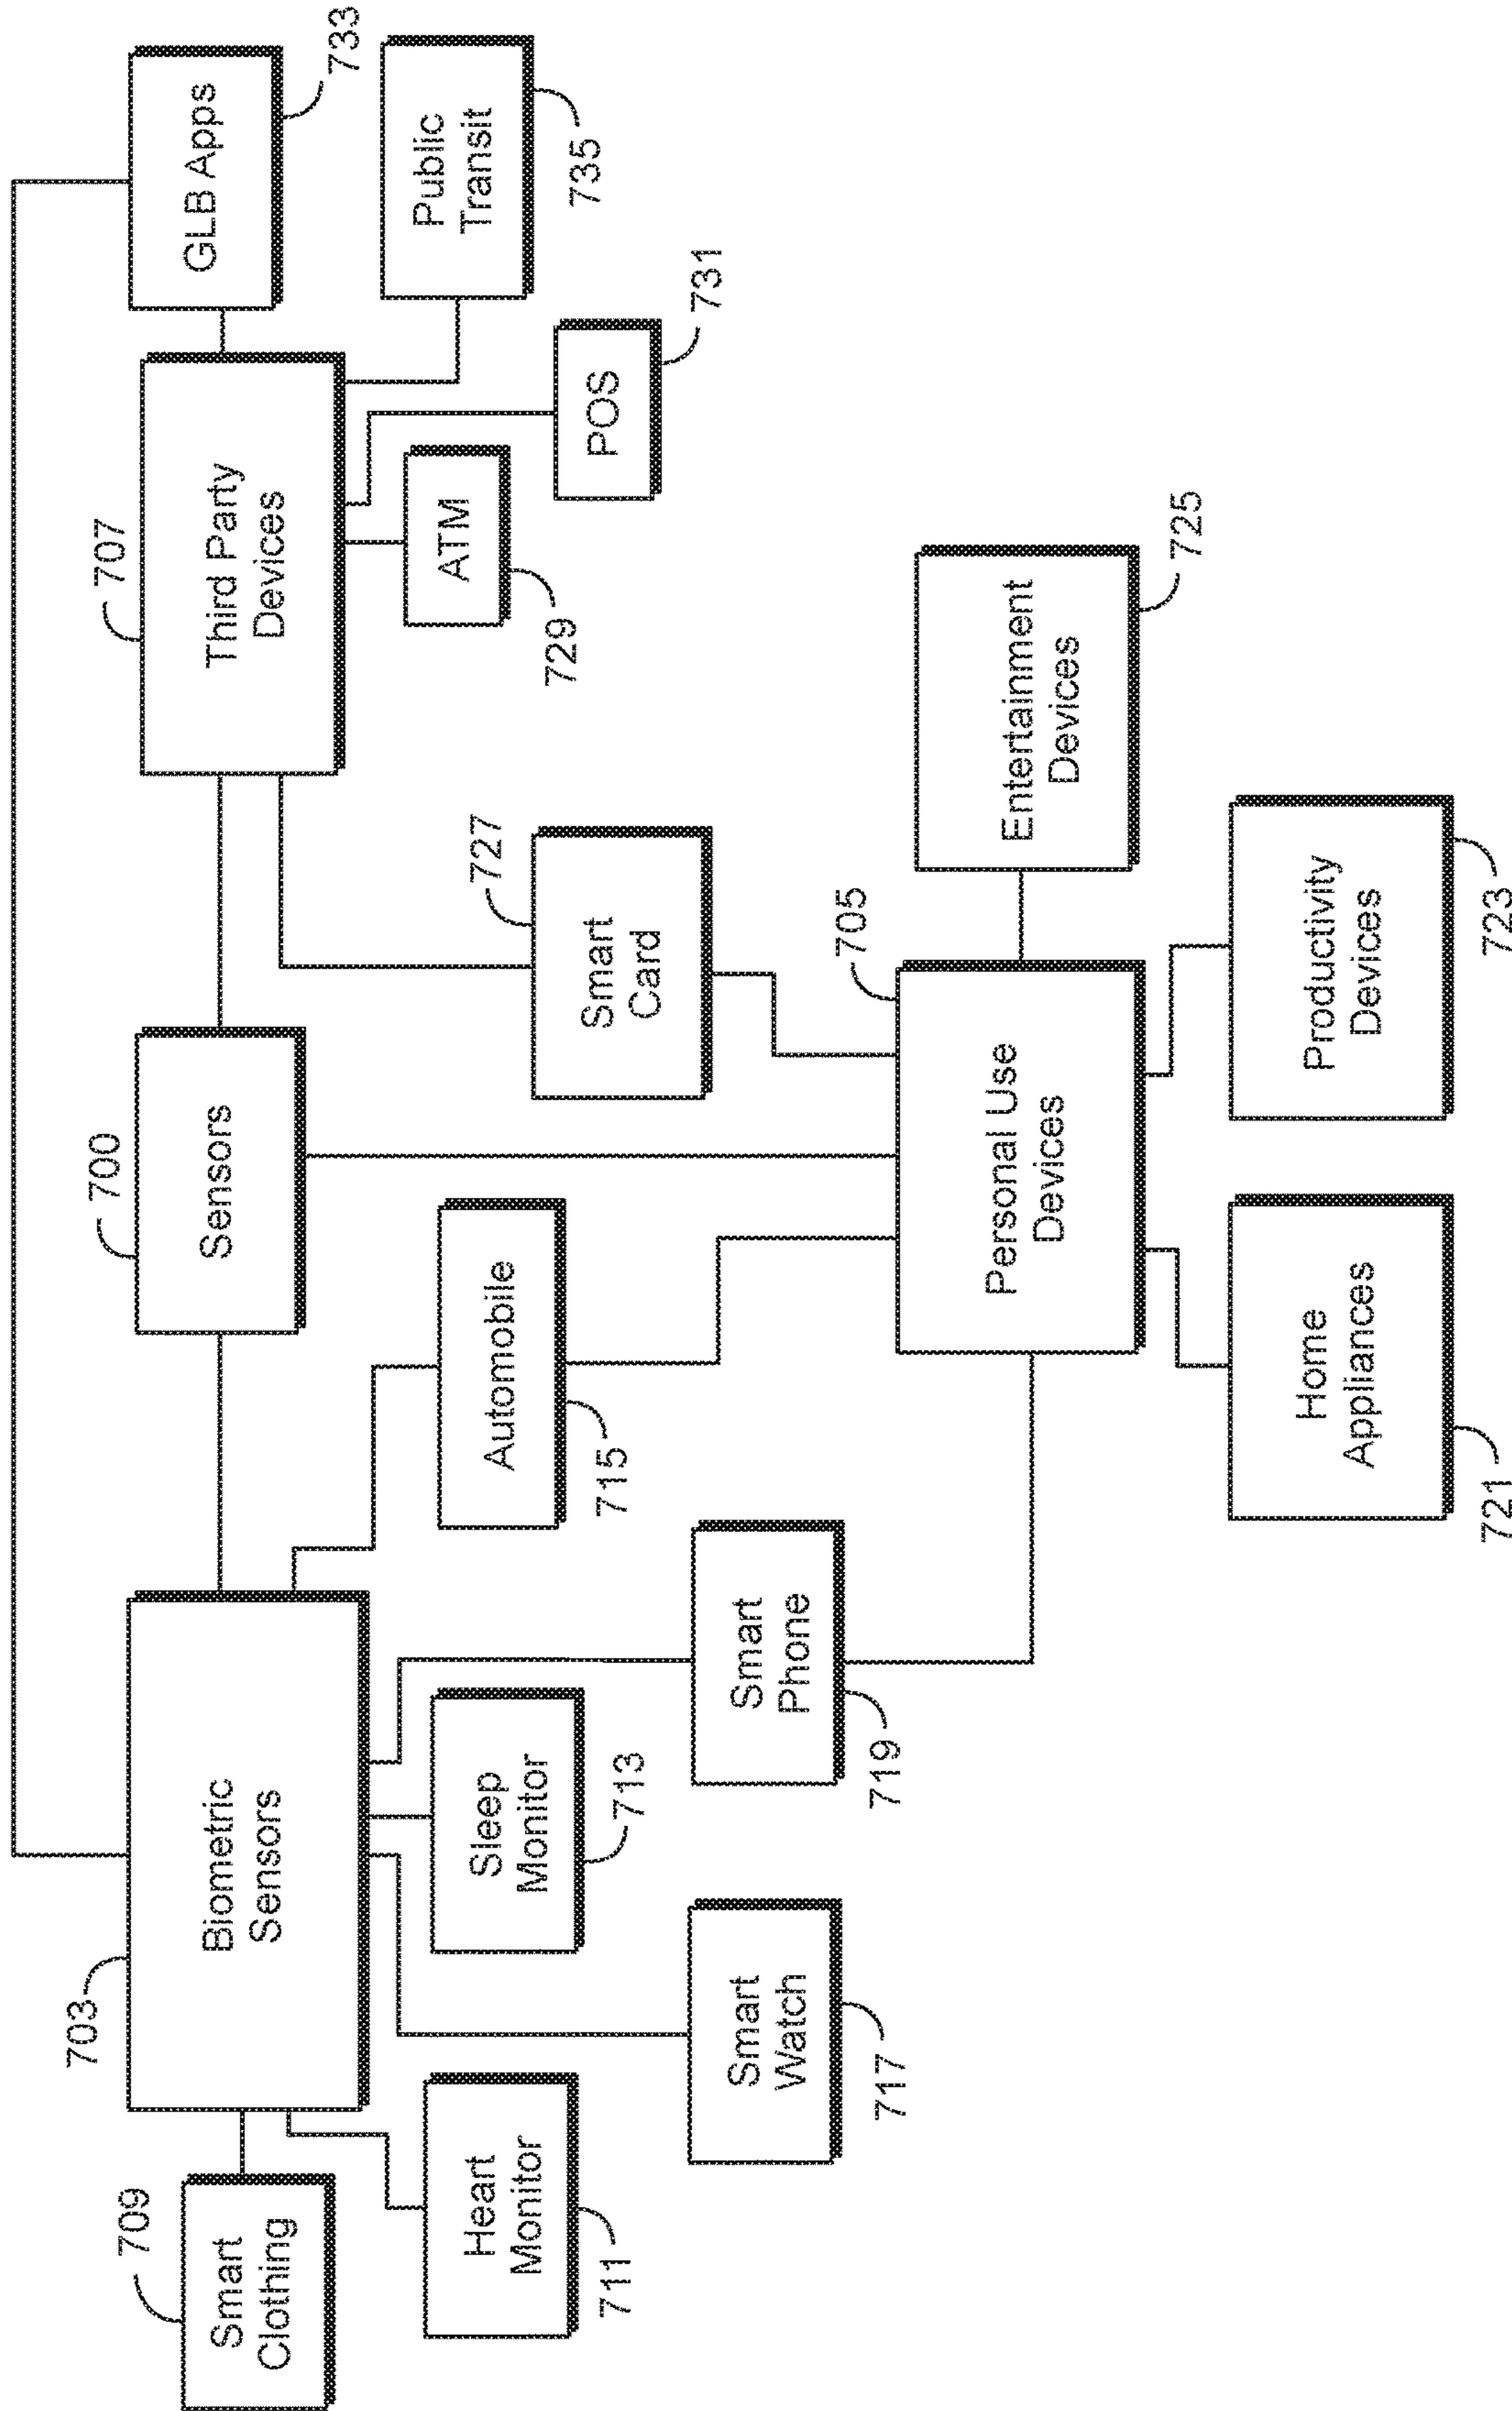 703
Biometric
Sensors
700
Sensors
707
Third Party
Devices
GLB Apps
733
709
Smart
Clothing
Heart
Monitor
711
Sleep
Monitor
713
Automobile
715
Smart
Watch
717
Smart
Phone
719
727
Smart
Card
ATM
729
POS
731
Public
Transit
735
705
Personal Use
Devices
Entertainment
Devices
725
Home
Appliances
721
Productivity
Devices
723